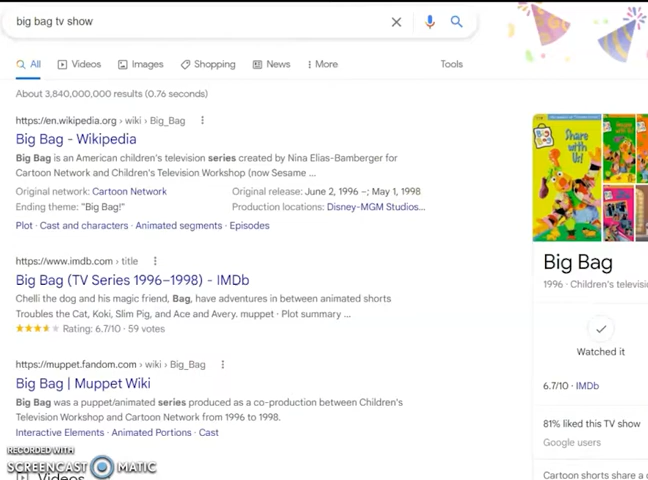 big bag tv show
All Videos Images Shopping News More Tools
About 3,840,000,000 results (0.76 seconds)
https://en.wikipedia.org › wiki › Big_Bag
Big Bag - Wikipedia
Big Bag is an American children's television series created by Nina Elias-Bamberger for
Cartoon Network and Children's Television Workshop (now Sesame ...
Original network: Cartoon Network Original release: June 2, 1996 –; May 1, 1998
Ending theme: "Big Bag!" Production locations: Disney-MGM Studios...
Plot · Cast and characters · Animated segments · Episodes
https://www.imdb.com › title
Big Bag (TV Series 1996–1998) - IMDb
Chelli the dog and his magic friend, Bag, have adventures in between animated shorts
Troubles the Cat, Koki, Slim Pig, and Ace and Avery. muppet · Plot summary ...
Rating: 6.7/10 · 59 votes
https://muppet.fandom.com › wiki › Big_Bag
Big Bag | Muppet Wiki
Big Bag was a puppet/animated series produced as a co-production between Children's
Television Workshop and Cartoon Network from 1996 to 1998.
Interactive Elements · Animated Portions · Cast
Videos
RECORDED WITH
SCREENCAST MATIC
BIG BAG
Share with Us!
Big Bag
1996 · Children's televisi
Watched it
6.7/10 · IMDb
81% liked this TV show
Google users
Cartoon shorts share a